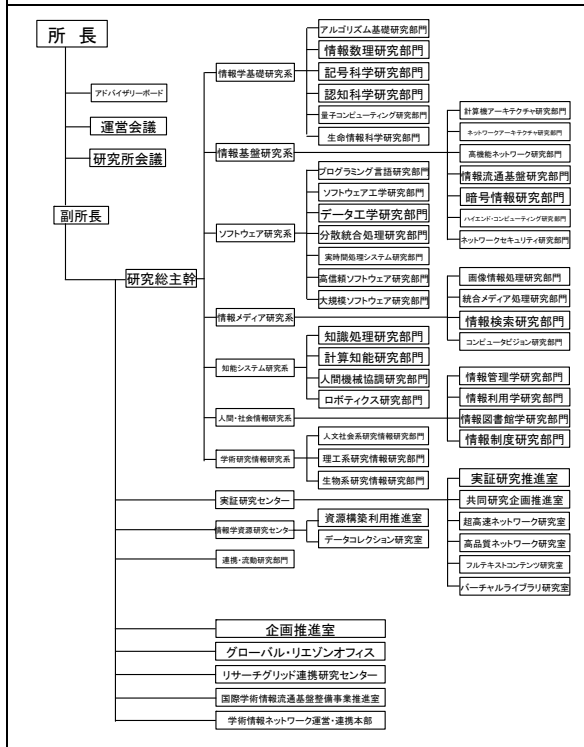 所 長
アドバイザリーボード
運営会議
研究所会議
副所長
研究総主幹
情報学基礎研究系
アルゴリズム基礎研究部門
情報数理研究部門
記号科学研究部門
認知科学研究部門
量子コンピューティング研究部門
生命情報科学研究部門
情報基盤研究系
計算機アーキテクチャ研究部門
ネットワークアーキテクチャ研究部門
高機能ネットワーク研究部門
情報流通基盤研究部門
暗号情報研究部門
ハイエンド・コンピューティング研究部門
ネットワークセキュリティ研究部門
ソフトウェア研究系
プログラミング言語研究部門
ソフトウェア工学研究部門
データ工学研究部門
分散統合処理研究部門
実時間処理システム研究部門
高信頼ソフトウェア研究部門
大規模ソフトウェア研究部門
情報メディア研究系
画像情報処理研究部門
統合メディア処理研究部門
情報検索研究部門
コンピュータビジョン研究部門
知能システム研究系
知識処理研究部門
計算知能研究部門
人間機械協調研究部門
ロボティクス研究部門
人間・社会情報研究系
情報管理学研究部門
情報利用学研究部門
情報図書館学研究部門
情報制度研究部門
学術研究情報研究系
人文社会系研究情報研究部門
理工系研究情報研究部門
生物系研究情報研究部門
実証研究センター
実証研究推進室
共同研究企画推進室
超高速ネットワーク研究室
高品質ネットワーク研究室
フルテキストコンテンツ研究室
バーチャルライブラリ研究室
情報学資源研究センター
資源構築利用推進室
データコレクション研究室
連携・流動研究部門
企画推進室
グローバル・リエゾンオフィス
リサーチグリッド連携研究センター
国際学術情報流通基盤整備事業推進室
学術情報ネットワーク運営・連携本部